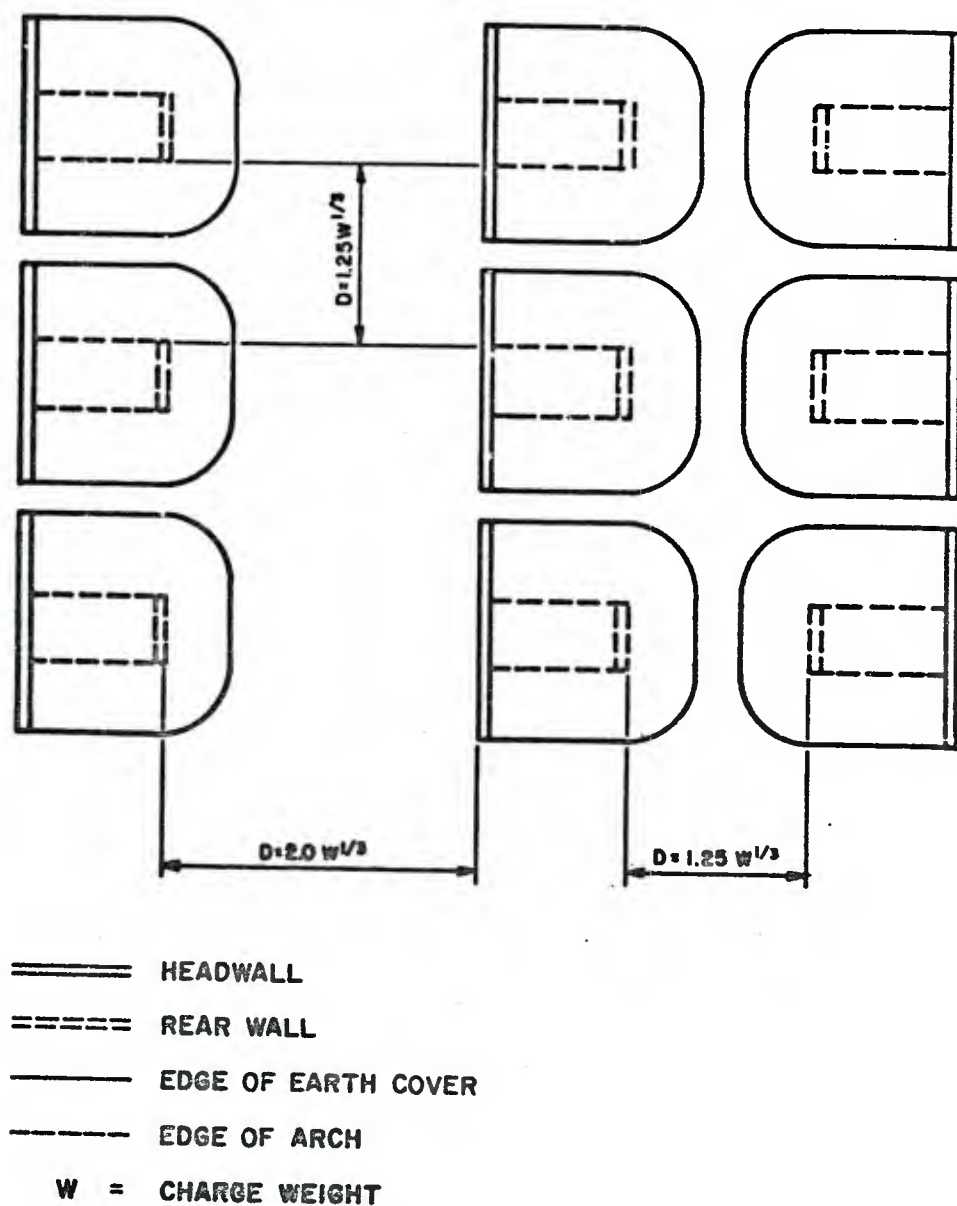 D=1.25 W^1/3
D=2.0 W^1/3
D=1.25 W^1/3
HEADWALL
REAR WALL
EDGE OF EARTH COVER
EDGE OF ARCH
W = CHARGE WEIGHT